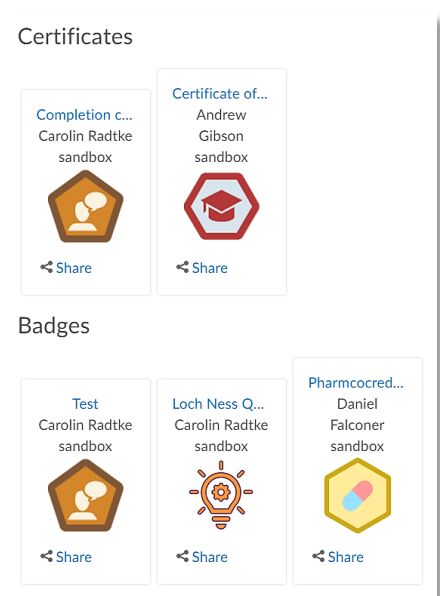 Certificates
Completion c...
Carolin Radtke
sandbox
Share
Certificate of...
Andrew
Gibson
sandbox
Share
Badges
Test
Carolin Radtke
sandbox
Share
Loch Ness Q...
Carolin Radtke
sandbox
Share
Pharmcocred...
Daniel
Falconer
sandbox
Share